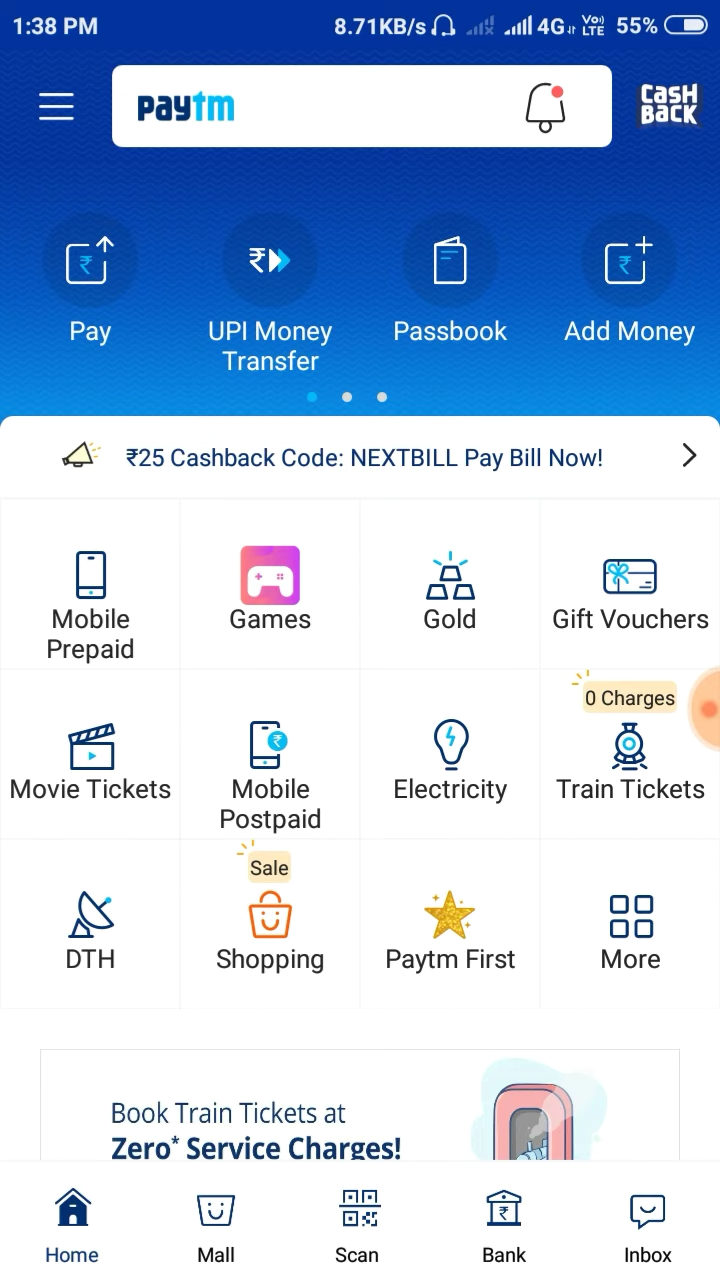 1:38 PM 8.71KB/s 4G VoLTE 55%
paytm CASH BACK
Pay UPI Money Transfer Passbook Add Money
₹25 Cashback Code: NEXTBILL Pay Bill Now!
Mobile Prepaid Games Gold Gift Vouchers
0 Charges
Movie Tickets Mobile Postpaid Electricity Train Tickets
Sale
DTH Shopping Paytm First More
Book Train Tickets at
Zero* Service Charges!
Home Mall Scan Bank Inbox